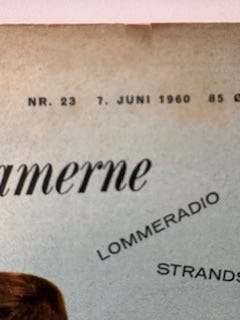 NR. 23 7. JUNI 1960 85 Ø
amerne
LOMMERADIO
STRANDS